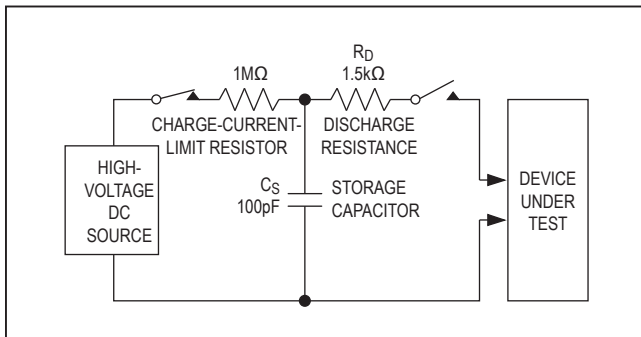 R_D
1MΩ
1.5kΩ
CHARGE-CURRENT-
LIMIT RESISTOR
DISCHARGE
RESISTANCE
HIGH-
VOLTAGE
DC
SOURCE
C_S
100pF
STORAGE
CAPACITOR
DEVICE
UNDER
TEST